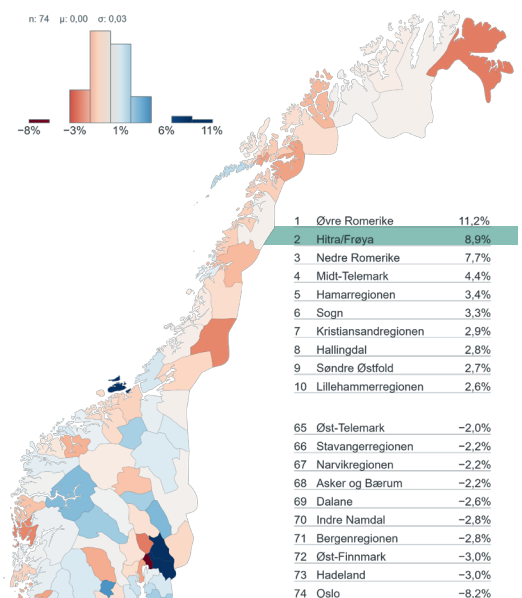 n: 74 µ: 0,00 σ: 0,03
−8% −3% 1% 6% 11%
1 Øvre Romerike 11,2%
2 Hitra/Frøya 8,9%
3 Nedre Romerike 7,7%
4 Midt-Telemark 4,4%
5 Hamarregionen 3,4%
6 Sogn 3,3%
7 Kristiansandregionen 2,9%
8 Hallingdal 2,8%
9 Søndre Østfold 2,7%
10 Lillehammerregionen 2,6%
65 Øst-Telemark −2,0%
66 Stavangerregionen −2,2%
67 Narvikregionen −2,2%
68 Asker og Bærum −2,2%
69 Dalane −2,6%
70 Indre Namdal −2,8%
71 Bergenregionen −2,8%
72 Øst-Finnmark −3,0%
73 Hadeland −3,0%
74 Oslo −8,2%